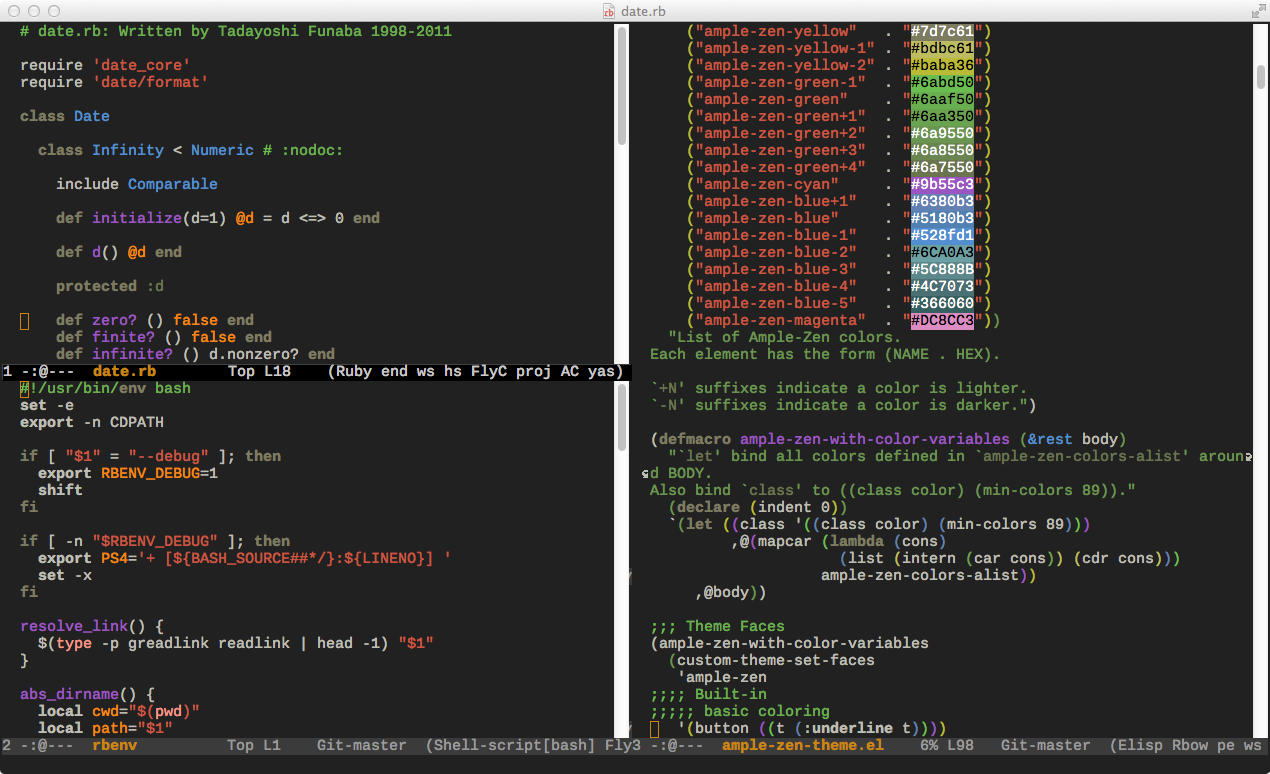 date.rb
# date.rb: Written by Tadayoshi Funaba 1998-2011
require 'date_core'
require 'date/format'
class Date
class Infinity < Numeric # :nodoc:
include Comparable
def initialize(d=1) @d = d <=> 0 end
def d() @d end
protected :d
def zero? () false end
def finite? () false end
def infinite? () d.nonzero? end
1 -:@--- date.rb Top L18 (Ruby end ws hs FlyC proj AC yas)
#!/usr/bin/env bash
set -e
export -n CDPATH
if [ "$1" = "--debug" ]; then
export RBENV_DEBUG=1
shift
fi
if [ -n "$RBENV_DEBUG" ]; then
export PS4='+ [${BASH_SOURCE##*/}:${LINENO}] '
set -x
fi
resolve_link() {
$(type -p greadlink readlink | head -1) "$1"
}
abs_dirname() {
local cwd="$(pwd)"
local path="$1"
2 -:@--- rbenv Top L1 Git-master (Shell-script[bash] Fly
("ample-zen-yellow" . "#7d7c61")
("ample-zen-yellow-1" . "#bdbc61")
("ample-zen-yellow-2" . "#baba36")
("ample-zen-green-1" . "#6abd50")
("ample-zen-green" . "#6aaf50")
("ample-zen-green+1" . "#6aa350")
("ample-zen-green+2" . "#6a9550")
("ample-zen-green+3" . "#6a8550")
("ample-zen-green+4" . "#6a7550")
("ample-zen-cyan" . "#9b55c3")
("ample-zen-blue+1" . "#6380b3")
("ample-zen-blue" . "#5180b3")
("ample-zen-blue-1" . "#528fd1")
("ample-zen-blue-2" . "#6CA0A3")
("ample-zen-blue-3" . "#5C888B")
("ample-zen-blue-4" . "#4C7073")
("ample-zen-blue-5" . "#366060")
("ample-zen-magenta" . "#DC8CC3"))
"List of Ample-Zen colors.
Each element has the form (NAME . HEX).
`+N' suffixes indicate a color is lighter.
`-N' suffixes indicate a color is darker.")
(defmacro ample-zen-with-color-variables (&rest body)
"`let' bind all colors defined in `ample-zen-colors-alist' aroun
d BODY.
Also bind `class' to ((class color) (min-colors 89))."
(declare (indent 0))
`(let ((class '((class color) (min-colors 89)))
,@(mapcar (lambda (cons)
(list (intern (car cons)) (cdr cons)))
ample-zen-colors-alist))
,@body))
;;; Theme Faces
(ample-zen-with-color-variables
(custom-theme-set-faces
'ample-zen
;;;; Built-in
;;;;; basic coloring
'(button ((t (:underline t))))
3 -:@--- ample-zen-theme.el 6% L98 Git-master (Elisp Rbow pe ws